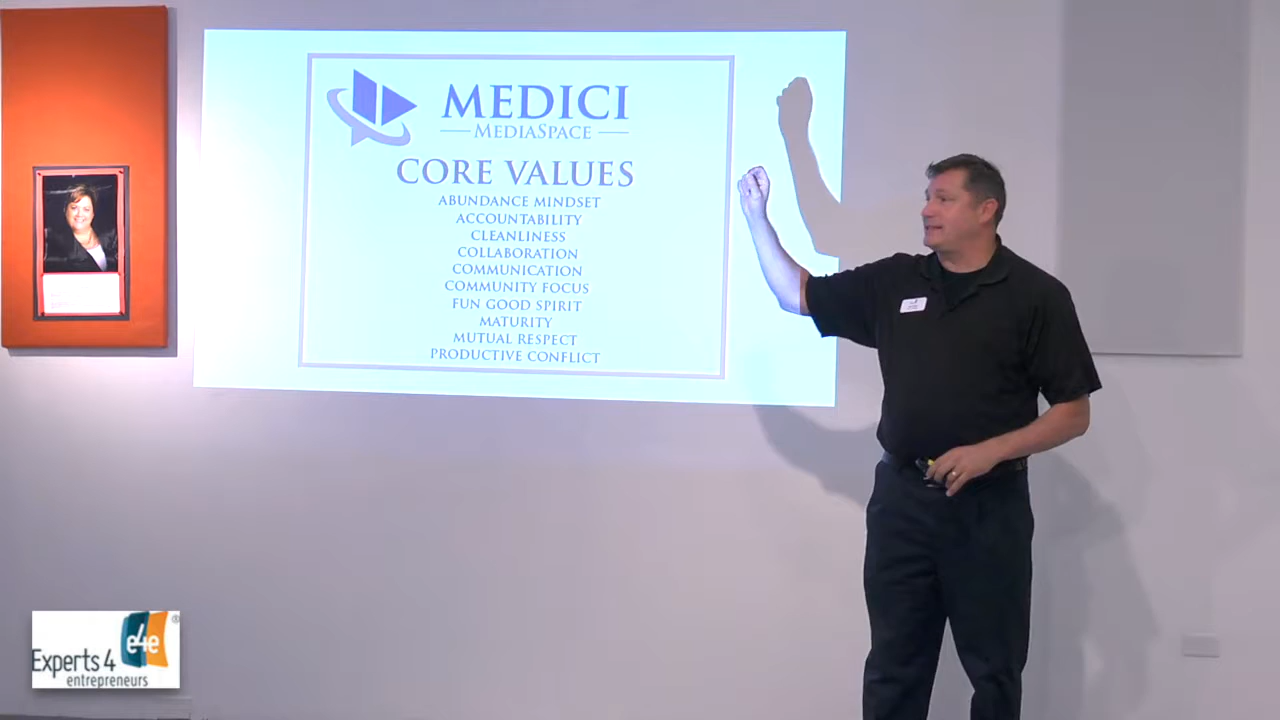 MEDICI
MEDIASPACE
CORE VALUES
ABUNDANCE MINDSET
ACCOUNTABILITY
CLEANLINESS
COLLABORATION
COMMUNICATION
COMMUNITY FOCUS
FUN GOOD SPIRIT
MATURITY
MUTUAL RESPECT
PRODUCTIVE CONFLICT
e4e ®
Experts 4
entrepreneurs